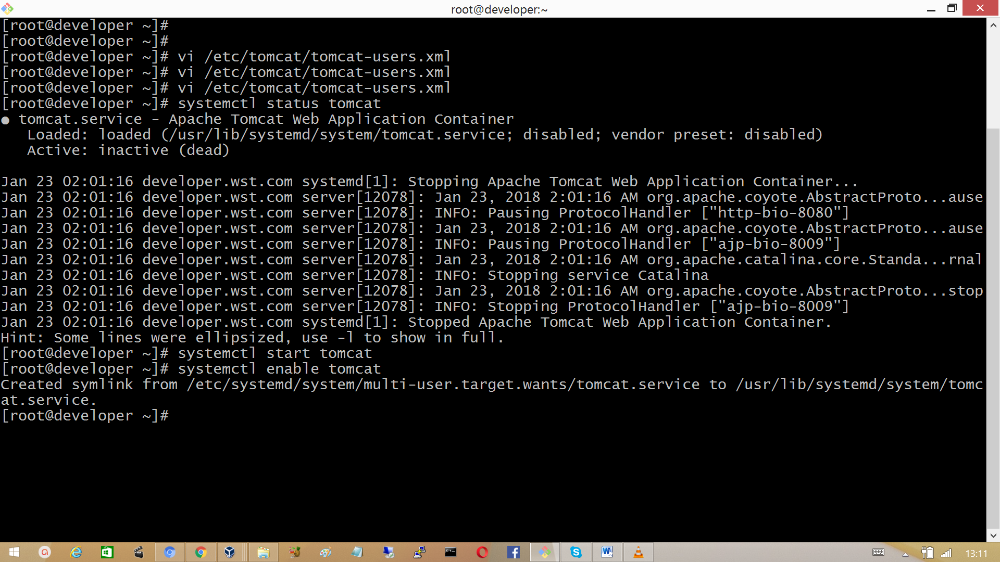 root@developer:~
[root@developer ~]#
[root@developer ~]#
[root@developer ~]# vi /etc/tomcat/tomcat-users.xml
[root@developer ~]# vi /etc/tomcat/tomcat-users.xml
[root@developer ~]# vi /etc/tomcat/tomcat-users.xml
[root@developer ~]# systemctl status tomcat
● tomcat.service - Apache Tomcat Web Application Container
   Loaded: loaded (/usr/lib/systemd/system/tomcat.service; disabled; vendor preset: disabled)
   Active: inactive (dead)
Jan 23 02:01:16 developer.wst.com systemd[1]: Stopping Apache Tomcat Web Application Container...
Jan 23 02:01:16 developer.wst.com server[12078]: Jan 23, 2018 2:01:16 AM org.apache.coyote.AbstractProto...ause
Jan 23 02:01:16 developer.wst.com server[12078]: INFO: Pausing ProtocolHandler ["http-bio-8080"]
Jan 23 02:01:16 developer.wst.com server[12078]: Jan 23, 2018 2:01:16 AM org.apache.coyote.AbstractProto...ause
Jan 23 02:01:16 developer.wst.com server[12078]: INFO: Pausing ProtocolHandler ["ajp-bio-8009"]
Jan 23 02:01:16 developer.wst.com server[12078]: Jan 23, 2018 2:01:16 AM org.apache.catalina.core.Standa...rnal
Jan 23 02:01:16 developer.wst.com server[12078]: INFO: Stopping service Catalina
Jan 23 02:01:16 developer.wst.com server[12078]: Jan 23, 2018 2:01:16 AM org.apache.coyote.AbstractProto...stop
Jan 23 02:01:16 developer.wst.com server[12078]: INFO: Stopping ProtocolHandler ["ajp-bio-8009"]
Jan 23 02:01:16 developer.wst.com systemd[1]: Stopped Apache Tomcat Web Application Container.
Hint: Some lines were ellipsized, use -l to show in full.
[root@developer ~]# systemctl start tomcat
[root@developer ~]# systemctl enable tomcat
Created symlink from /etc/systemd/system/multi-user.target.wants/tomcat.service to /usr/lib/systemd/system/tomc
at.service.
[root@developer ~]#
13:11